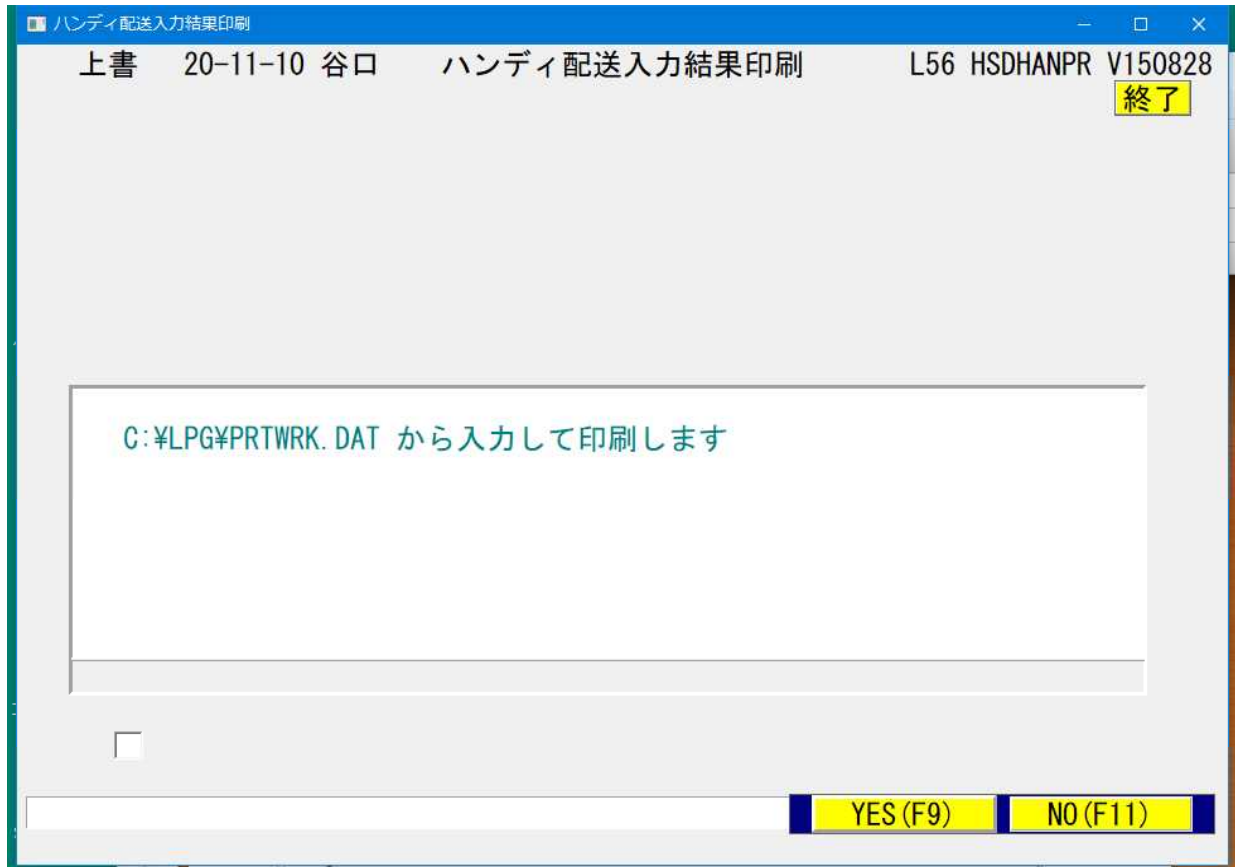 ハンディ配送入力結果印刷
上書 20-11-10 谷口 ハンディ配送入力結果印刷 L56 HSDHANPR V150828
終了
C:¥LPG¥PRTWRK.DAT から入力して印刷します
YES(F9) NO(F11)